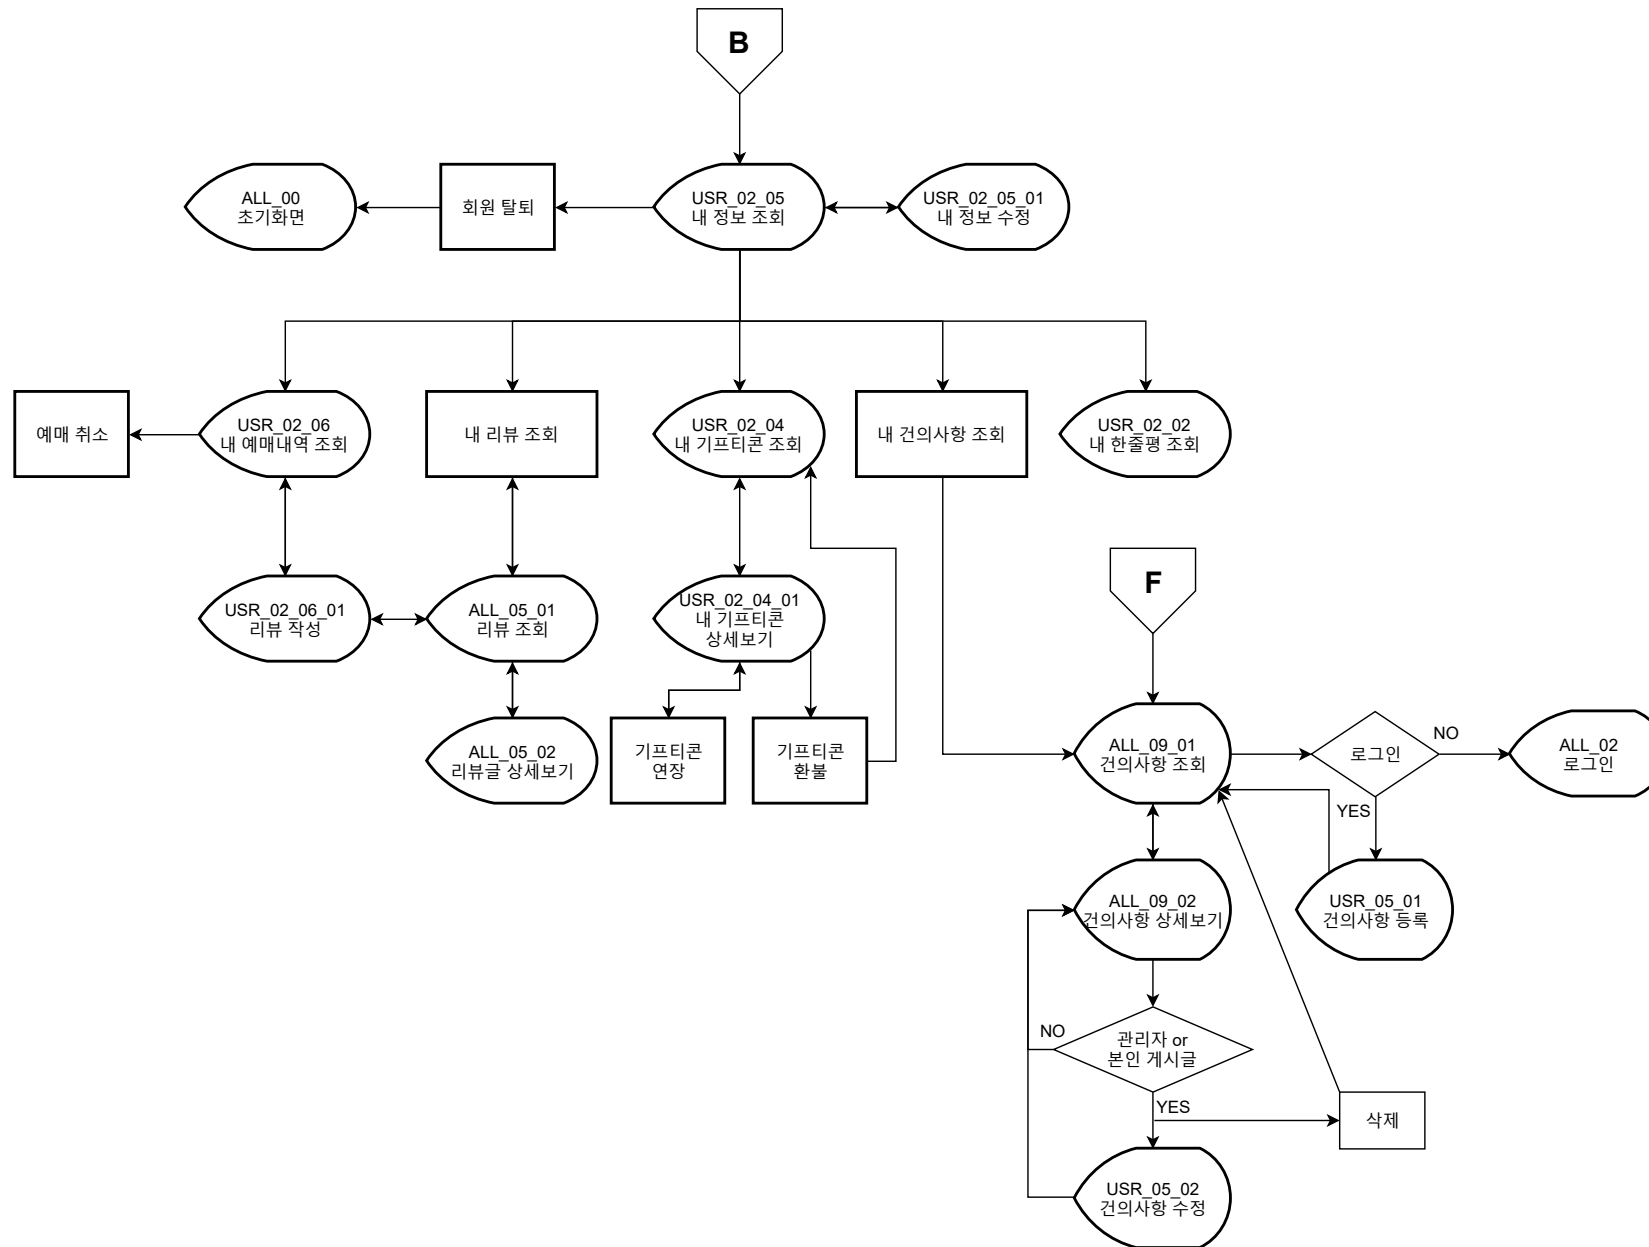 B
ALL_00
초기화면
회원 탈퇴
USR_02_05
내 정보 조회
USR_02_05_01
내 정보 수정
예매 취소
USR_02_06
내 예매내역 조회
내 리뷰 조회
USR_02_04
내 기프티콘 조회
내 건의사항 조회
USR_02_02
내 한줄평 조회
F
USR_02_06_01
리뷰 작성
ALL_05_01
리뷰 조회
USR_02_04_01
내 기프티콘
상세보기
ALL_05_02
리뷰글 상세보기
기프티콘
연장
기프티콘
환불
ALL_09_01
건의사항 조회
로그인
NO
ALL_02
로그인
YES
ALL_09_02
건의사항 상세보기
USR_05_01
건의사항 등록
NO
관리자 or
본인 게시글
YES
삭제
USR_05_02
건의사항 수정